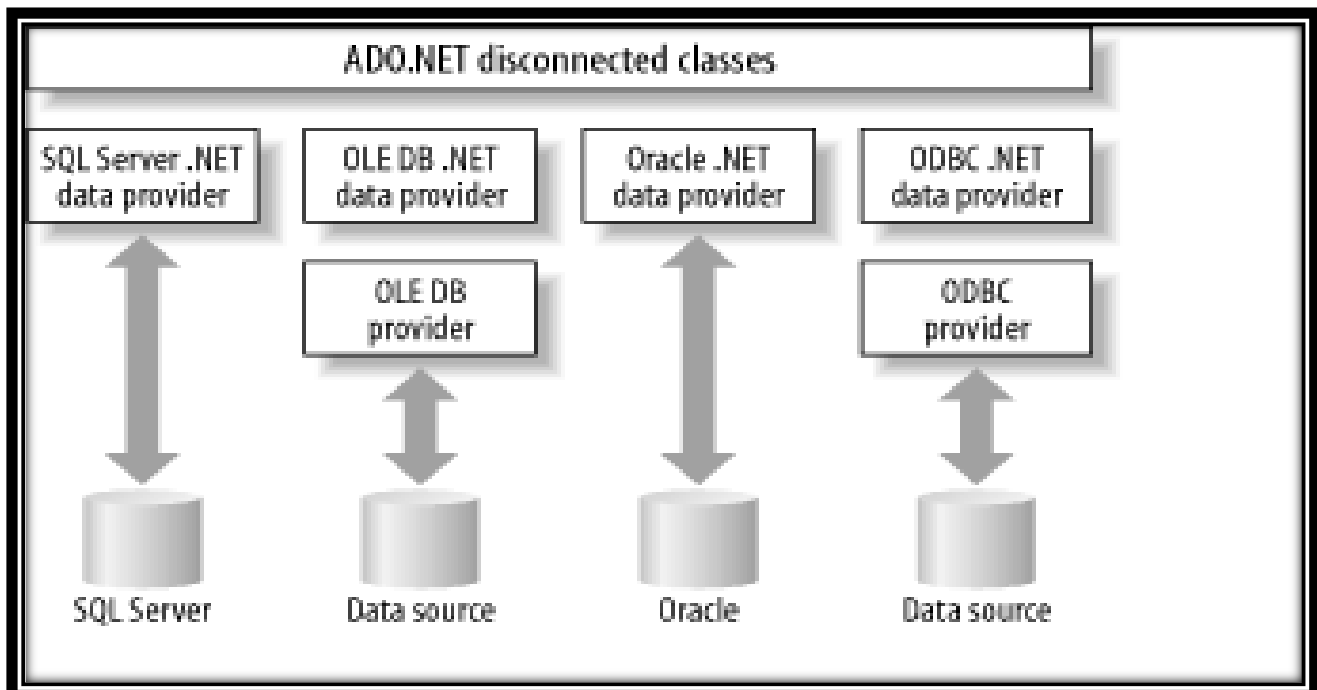 ADO.NET disconnected classes
SQL Server .NET
data provider
OLE DB .NET
data provider
Oracle .NET
data provider
ODBC .NET
data provider
OLE DB
provider
ODBC
provider
SQL Server
Data source
Oracle
Data source